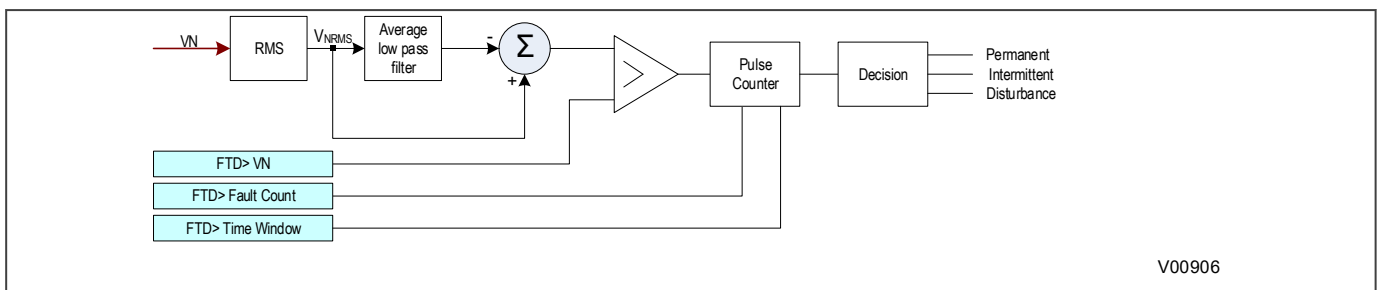 VN
RMS
VNRMS
Average
low pass
filter
-
Σ
+
>
Pulse
Counter
Decision
Permanent
Intermittent
Disturbance
FTD> VN
FTD> Fault Count
FTD> Time Window
V00906